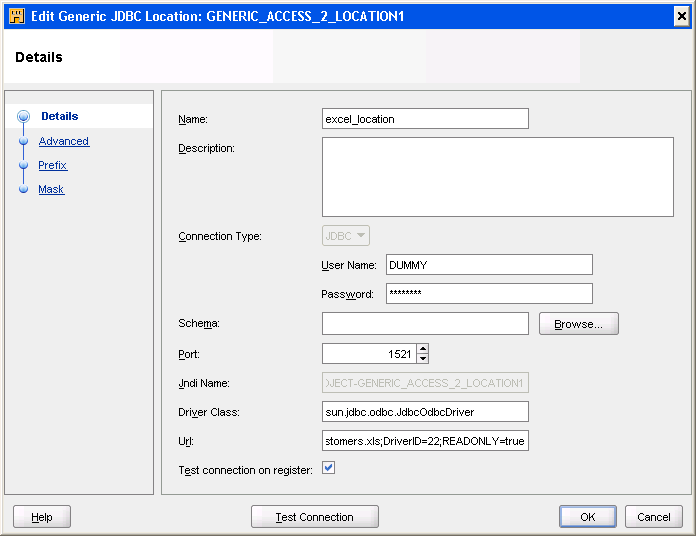 Edit Generic JDBC Location: GENERIC_ACCESS_2_LOCATION1
Details
Details
Advanced
Prefix
Mask
Name: excel_location
Description:
Connection Type: JDBC
User Name: DUMMY
Password: ********
Schema: Browse...
Port: 1521
Jndi Name: OJECT-GENERIC_ACCESS_2_LOCATION1
Driver Class: sun.jdbc.odbc.JdbcOdbcDriver
Url: stomers.xls;DriverID=22;READONLY=true
Test connection on register:
Help Test Connection OK Cancel